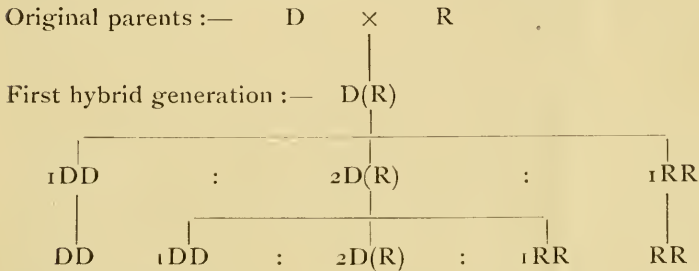 Original parents :— D × R
First hybrid generation :— D(R)
1DD : 2D(R) : 1RR
DD 1DD : 2D(R) : 1RR RR